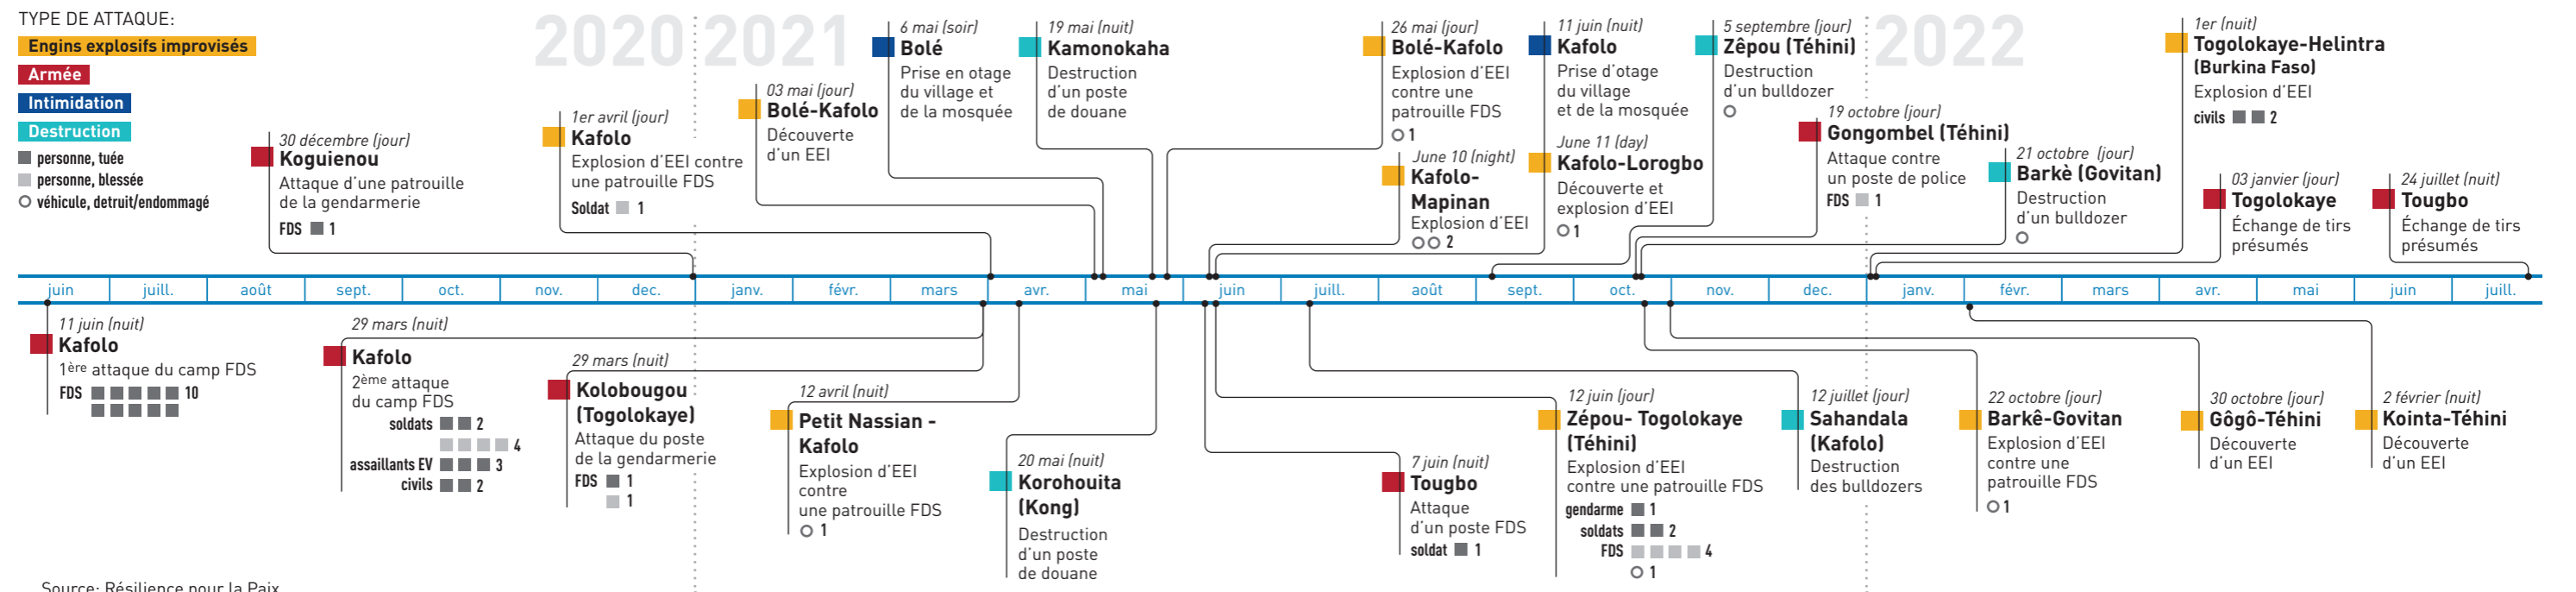 TYPE DE ATTAQUE:
Engins explosifs improvisés
Armée
Intimidation
Destruction
personne, tuée
personne, blessée
véhicule, detruit/endommagé
2020
2021
2022
30 décembre (jour)
Koguienou
Attaque d'une patrouille
de la gendarmerie
FDS 1
1er avril (jour)
Kafolo
Explosion d'EEI contre
une patrouille FDS
Soldat 1
03 mai (jour)
Bolé-Kafolo
Découverte
d'un EEI
6 mai (soir)
Bolé
Prise en otage
du village et
de la mosquée
19 mai (nuit)
Kamonokaha
Destruction
d'un poste
de douane
26 mai (jour)
Bolé-Kafolo
Explosion d'EEI
contre une
patrouille FDS
1
June 10 (night)
Kafolo-
Mapinan
Explosion d'EEI
2
11 juin (nuit)
Kafolo
Prise d'otage
du village
et de la mosquée
June 11 (day)
Kafolo-Lorogbo
Découverte et
explosion d'EEI
1
5 septembre (jour)
Zêpou (Téhini)
Destruction
d'un bulldozer
19 octobre (jour)
Gongombel (Téhini)
Attaque contre
un poste de police
FDS 1
21 octobre (jour)
Barkè (Govitan)
Destruction
d'un bulldozer
1er (nuit)
Togolokaye-Helintra
(Burkina Faso)
Explosion d'EEI
civils 2
03 janvier (jour)
Togolokaye
Échange de tirs
présumés
24 juillet (nuit)
Tougbo
Échange de tirs
présumés
juin juill. août sept. oct. nov. dec. janv. févr. mars avr. mai juin juill. août sept. oct. nov. dec. janv. févr. mars avr. mai juin juill.
11 juin (nuit)
Kafolo
1ère attaque du camp FDS
FDS 10
29 mars (nuit)
Kafolo
2ème attaque
du camp FDS
soldats 2
4
assaillants EV 3
civils 2
29 mars (nuit)
Kolobougou
(Togolokaye)
Attaque du poste
de la gendarmerie
FDS 1
1
12 avril (nuit)
Petit Nassian -
Kafolo
Explosion d'EEI
contre
une patrouille FDS
1
20 mai (nuit)
Korohouita
(Kong)
Destruction
d'un poste
de douane
7 juin (nuit)
Tougbo
Attaque
d'un poste FDS
soldat 1
12 juin (jour)
Zépou- Togolokaye
(Téhini)
Explosion d'EEI
contre une patrouille FDS
gendarme 1
soldats 2
FDS 4
1
12 juillet (jour)
Sahandala
(Kafolo)
Destruction
des bulldozers
22 octobre (jour)
Barkê-Govitan
Explosion d'EEI
contre une
patrouille FDS
1
30 octobre (jour)
Gôgô-Téhini
Découverte
d'un EEI
2 février (nuit)
Kointa-Téhini
Découverte
d'un EEI
Source: Résilience pour la Paix